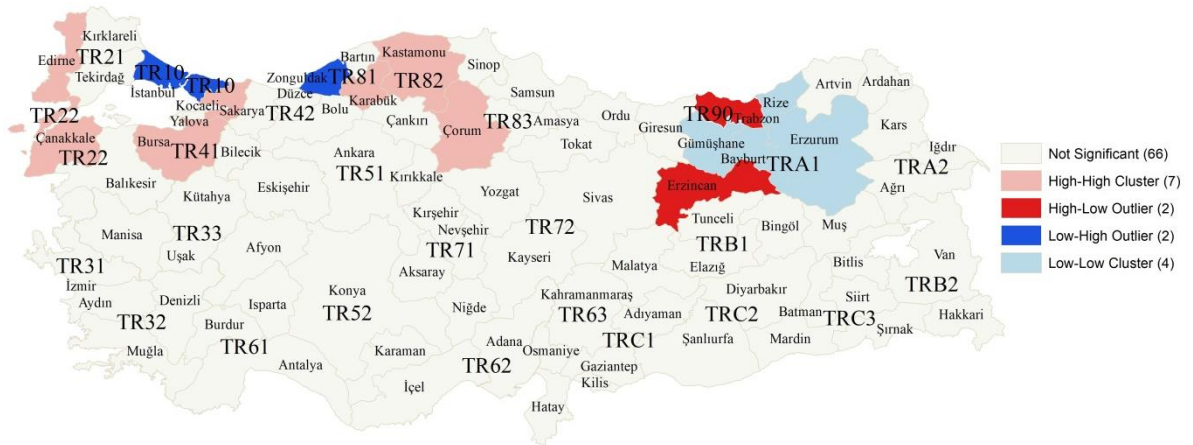 Kırklareli
Edirne
TR21
Tekirdağ
TR10
İstanbul
TR10
Kocaeli
Yalova
Sakarya
Zonguldak
Düzce
TR42
Bolu
Bartın
TR81
Karabük
Kastamonu
TR82
Sinop
Çankırı
Çorum
TR83
Samsun
Amasya
Tokat
Ordu
Giresun
TR90
Trabzon
Rize
Artvin
Ardahan
Kars
Gümüşhane
Bayburt
TRA1
Erzurum
Iğdır
TRA2
Ağrı
TR22
Çanakkale
TR22
Bursa
TR41
Bilecik
Balıkesir
Kütahya
Eskişehir
Ankara
TR51
Kırıkkale
Yozgat
Sivas
Erzincan
Tunceli
Bingöl
Muş
TRB1
Elazığ
Malatya
Bitlis
Van
TRB2
Hakkari
Manisa
TR33
Uşak
Afyon
Kırşehir
Nevşehir
TR71
Aksaray
TR72
Kayseri
TR31
İzmir
Aydın
TR32
Denizli
Muğla
Isparta
Burdur
TR61
Antalya
Konya
TR52
Karaman
Niğde
Kahramanmaraş
TR63
Adıyaman
TRC1
Gaziantep
Kilis
Adana
TR62
Osmaniye
İçel
Hatay
Diyarbakır
TRC2
Şanlıurfa
Batman
Mardin
Siirt
TRC3
Şırnak
Not Significant (66)
High-High Cluster (7)
High-Low Outlier (2)
Low-High Outlier (2)
Low-Low Cluster (4)